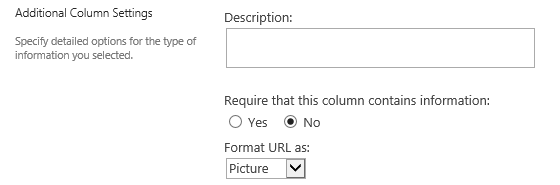 Additional Column Settings
Specify detailed options for the type of
information you selected.
Description:
Require that this column contains information:
Yes No
Format URL as:
Picture